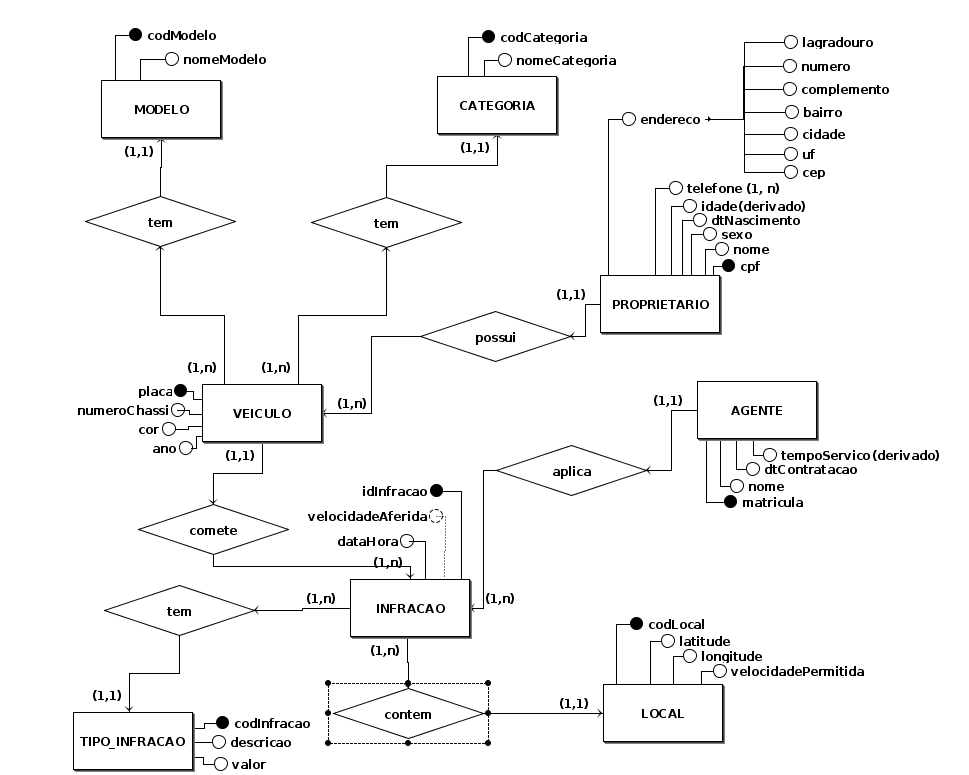 codModelo
nomeModelo
MODELO
(1,1)
tem
codCategoria
nomeCategoria
CATEGORIA
(1,1)
tem
lagradouro
numero
complemento
endereco
bairro
cidade
uf
cep
telefone (1, n)
idade(derivado)
dtNascimento
sexo
nome
cpf
(1,1)
PROPRIETARIO
possui
(1,n)
(1,n)
(1,n)
placa
numeroChassi
cor
ano
VEICULO
(1,1)
(1,1)
AGENTE
tempoServico(derivado)
dtContratacao
nome
matricula
aplica
comete
idInfracao
velocidadeAferida
dataHora
(1,n)
INFRACAO
(1,n)
(1,n)
tem
(1,n)
codLocal
latitude
longitude
velocidadePermitida
contem
(1,1)
LOCAL
(1,1)
TIPO_INFRACAO
codInfracao
descricao
valor